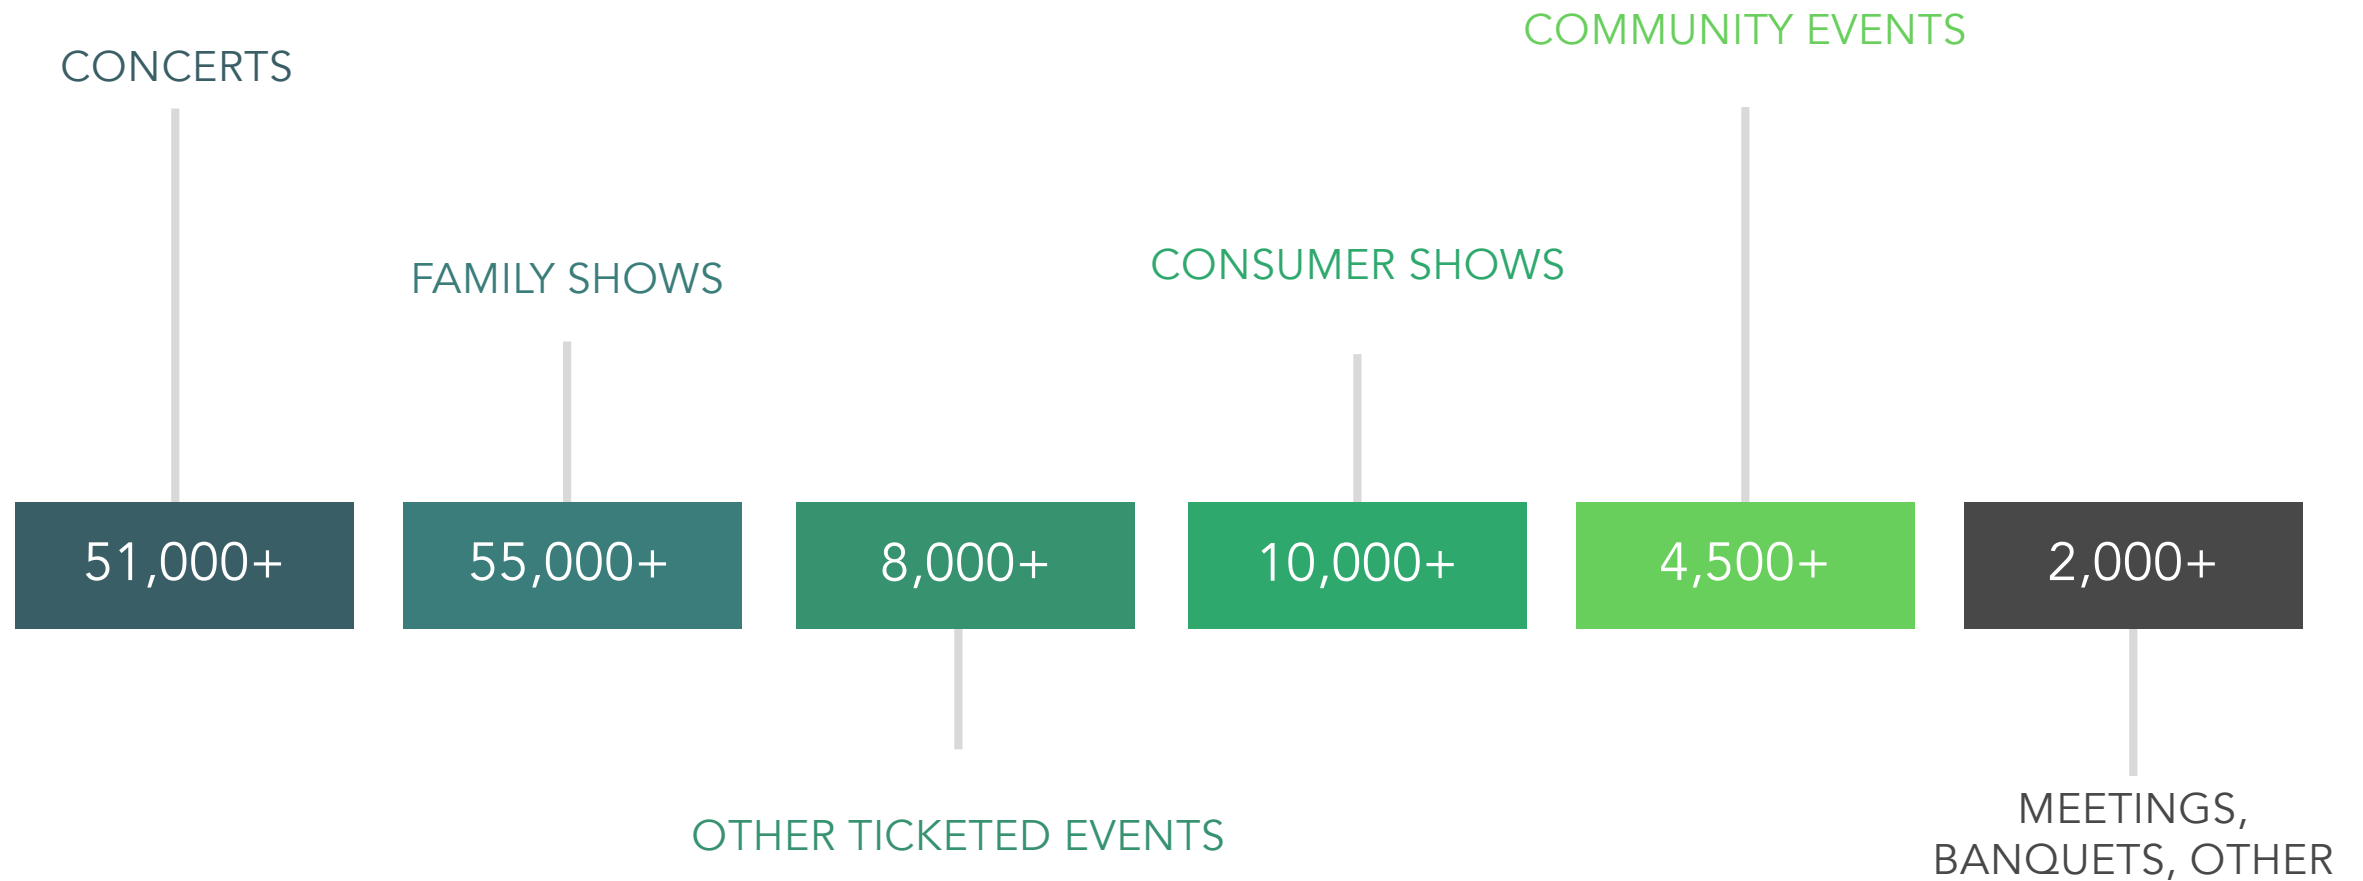 CONCERTS
COMMUNITY EVENTS
FAMILY SHOWS
CONSUMER SHOWS
51,000+
55,000+
8,000+
10,000+
4,500+
2,000+
OTHER TICKETED EVENTS
MEETINGS,
BANQUETS, OTHER